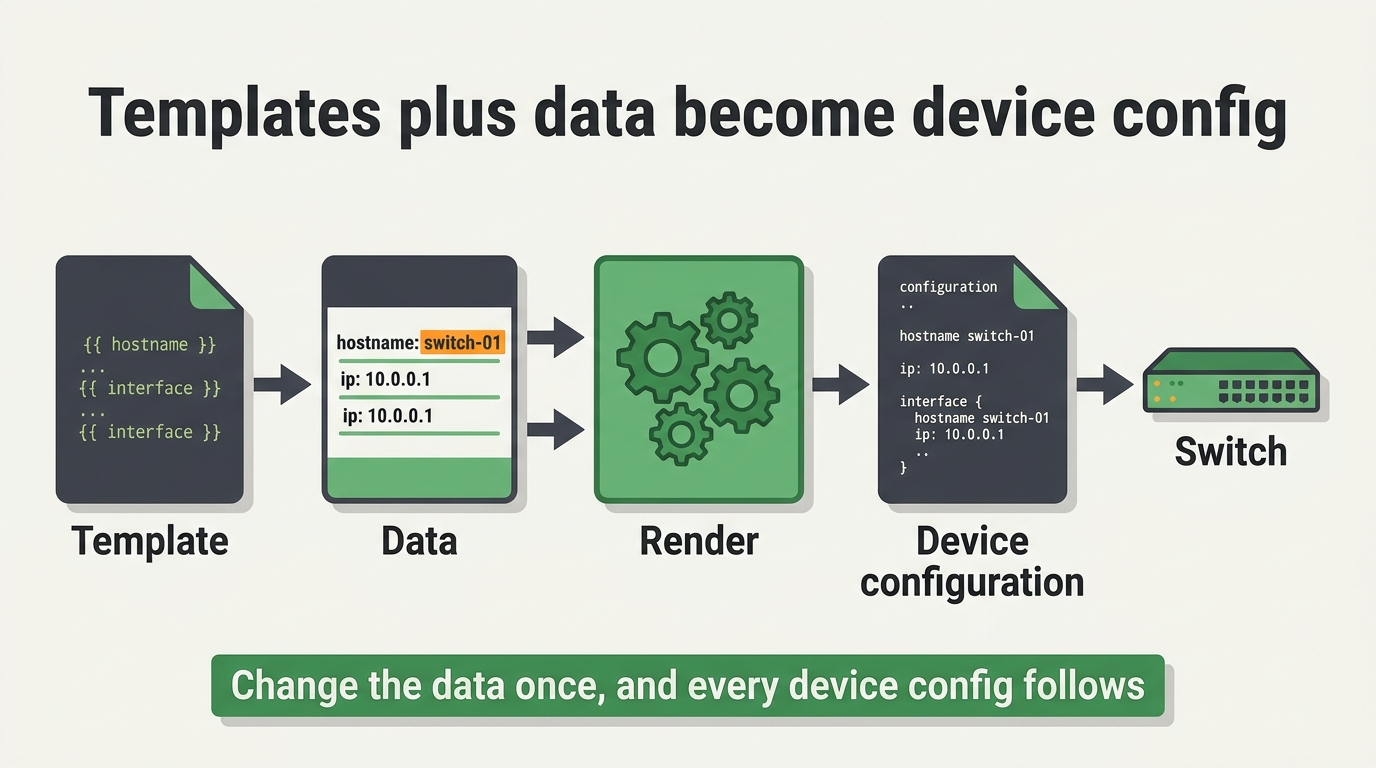 Templates plus data become device config
{{ hostname }}
...
{{ interface }}
...
{{ interface }}
Template
hostname: switch-01
ip: 10.0.0.1
ip: 10.0.0.1
Data
Render
configuration
..
hostname switch-01
ip: 10.0.0.1
interface {
hostname switch-01
ip: 10.0.0.1
..
}
Device
configuration
Switch
Change the data once, and every device config follows